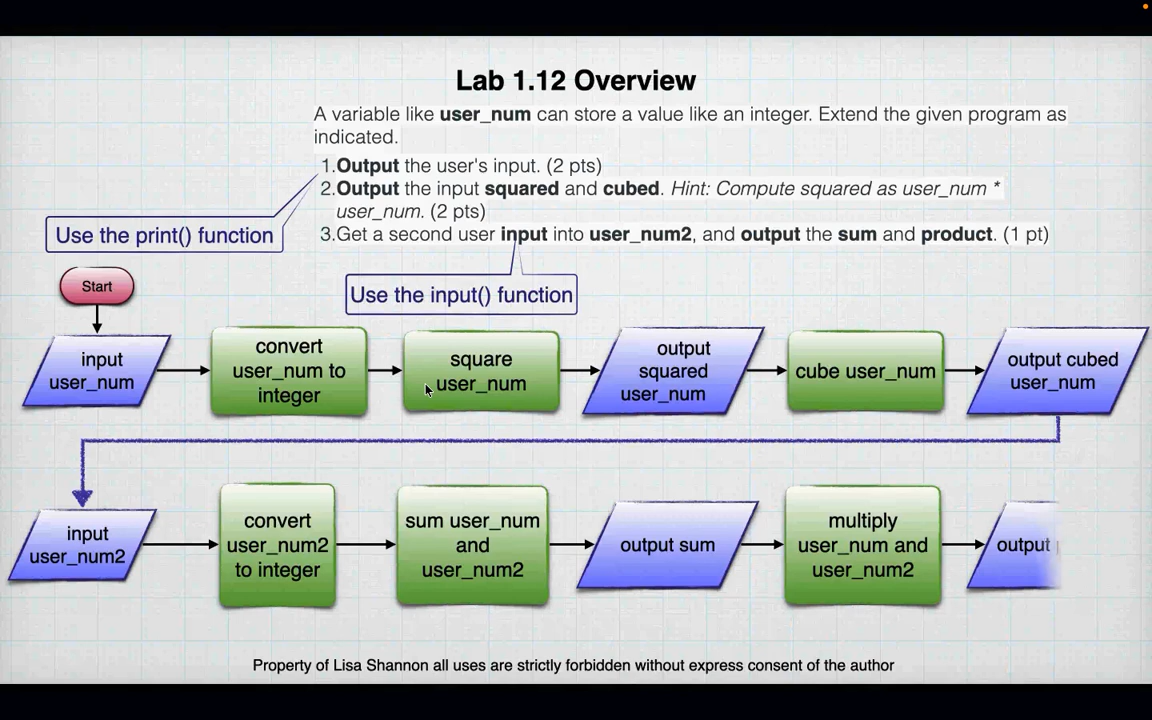 Lab 1.12 Overview
A variable like user_num can store a value like an integer. Extend the given program as
indicated.
1.Output the user's input. (2 pts)
2.Output the input squared and cubed. Hint: Compute squared as user_num *
user_num. (2 pts)
3.Get a second user input into user_num2, and output the sum and product. (1 pt)
Use the print() function
Use the input() function
Start
input
user_num
convert
user_num to
integer
square
user_num
output
squared
user_num
cube user_num
output cubed
user_num
input
user_num2
convert
user_num2
to integer
sum user_num
and
user_num2
output sum
multiply
user_num and
user_num2
output
Property of Lisa Shannon all uses are strictly forbidden without express consent of the author